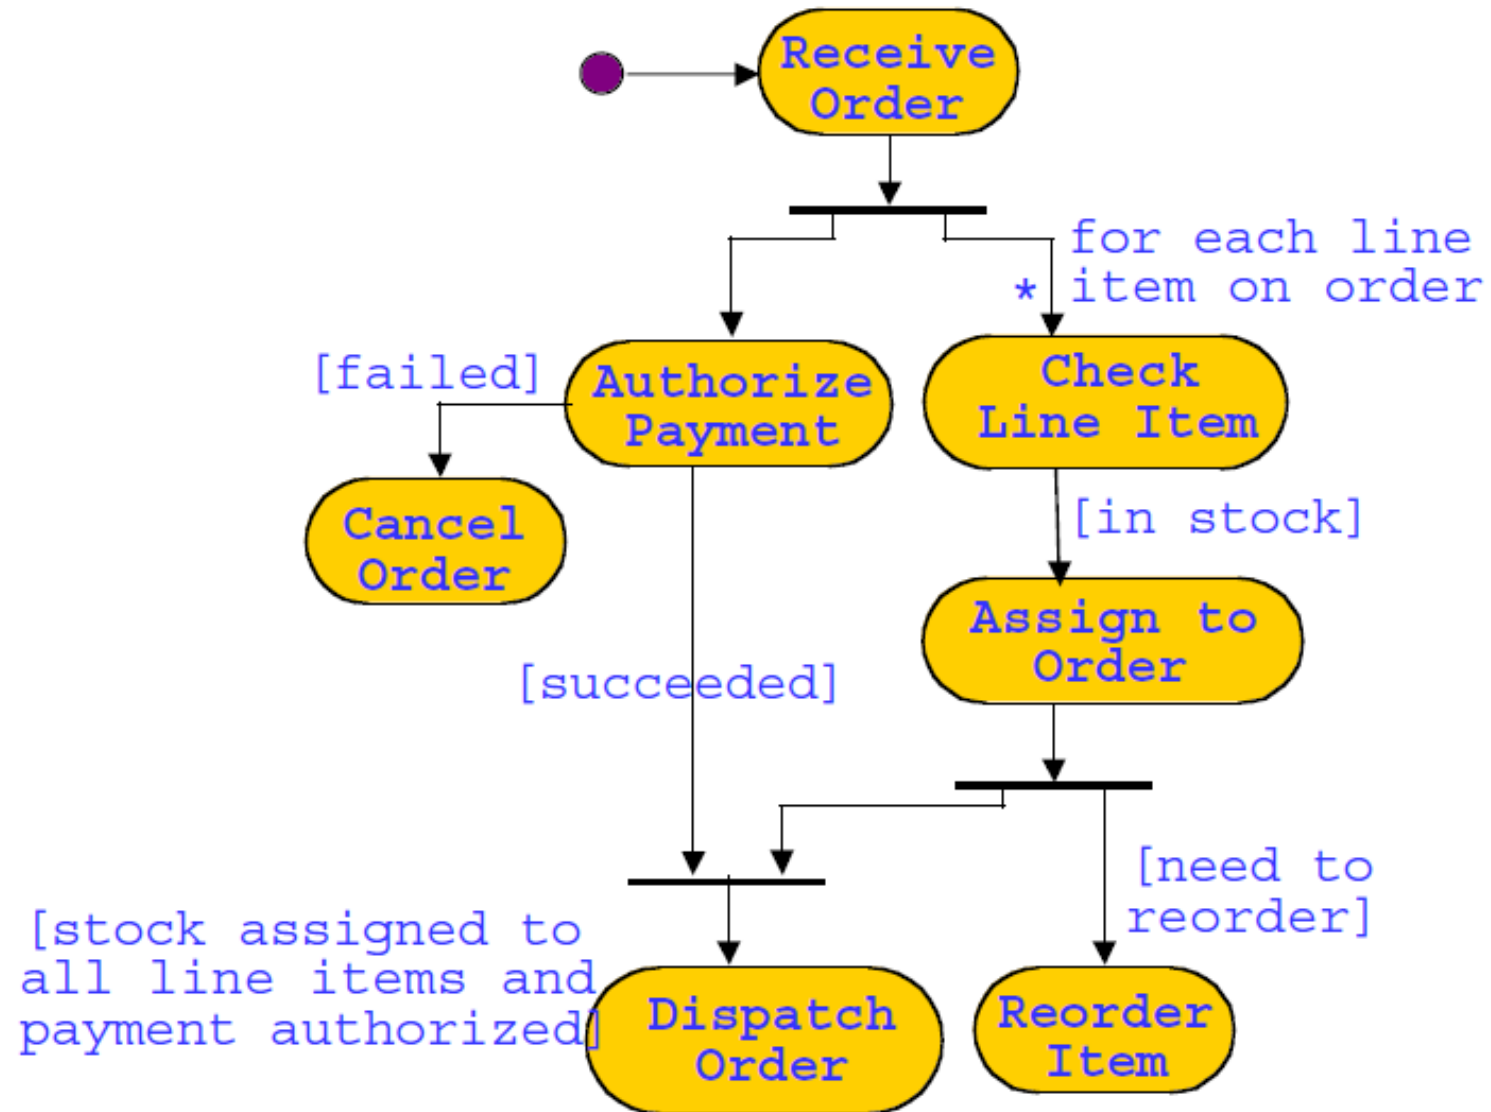 Receive
Order
for each line
* item on order
[failed]
Authorize
Payment
Check
Line Item
Cancel
Order
[in stock]
Assign to
Order
[succeeded]
[need to
reorder]
[stock assigned to
all line items and
payment authorized]
Dispatch
Order
Reorder
Item